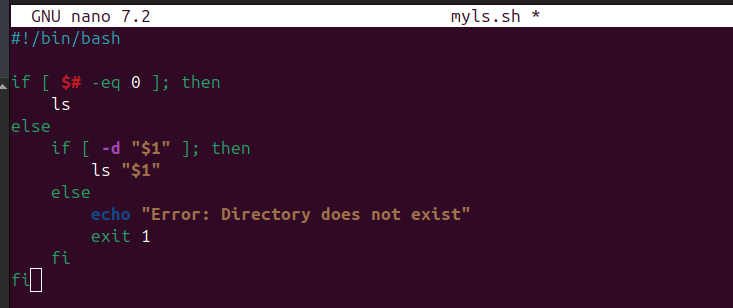 GNU nano 7.2 myls.sh *
#!/bin/bash
if [ $# -eq 0 ]; then
    ls
else
    if [ -d "$1" ]; then
        ls "$1"
    else
        echo "Error: Directory does not exist"
        exit 1
    fi
fi